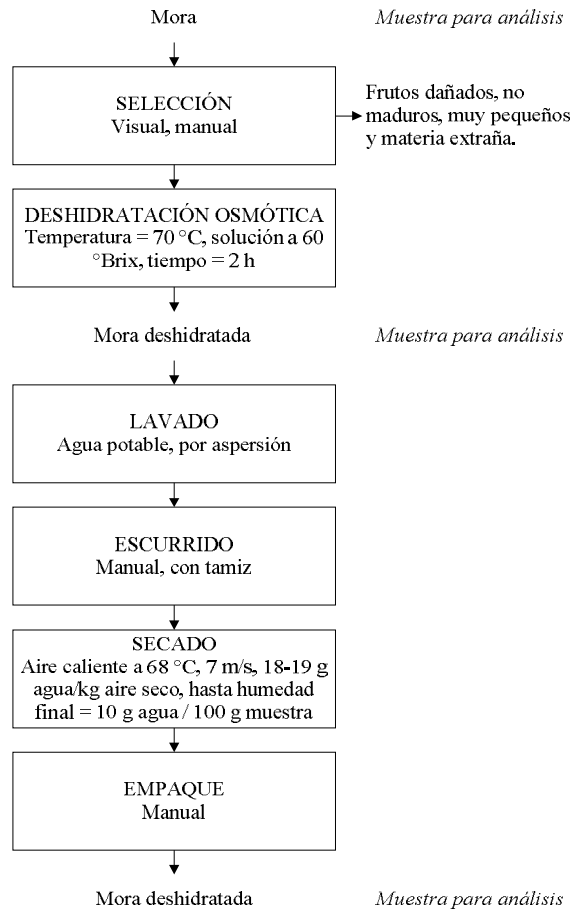 Mora
Muestra para análisis
SELECCIÓN
Visual, manual
Frutos dañados, no
maduros, muy pequeños
y materia extraña.
DESHIDRATACIÓN OSMÓTICA
Temperatura = 70 °C, solución a 60
°Brix, tiempo = 2 h
Mora deshidratada
Muestra para análisis
LAVADO
Agua potable, por aspersión
ESCURRIDO
Manual, con tamiz
SECADO
Aire caliente a 68 °C, 7 m/s, 18-19 g
agua/kg aire seco, hasta humedad
final = 10 g agua / 100 g muestra
EMPAQUE
Manual
Mora deshidratada
Muestra para análisis